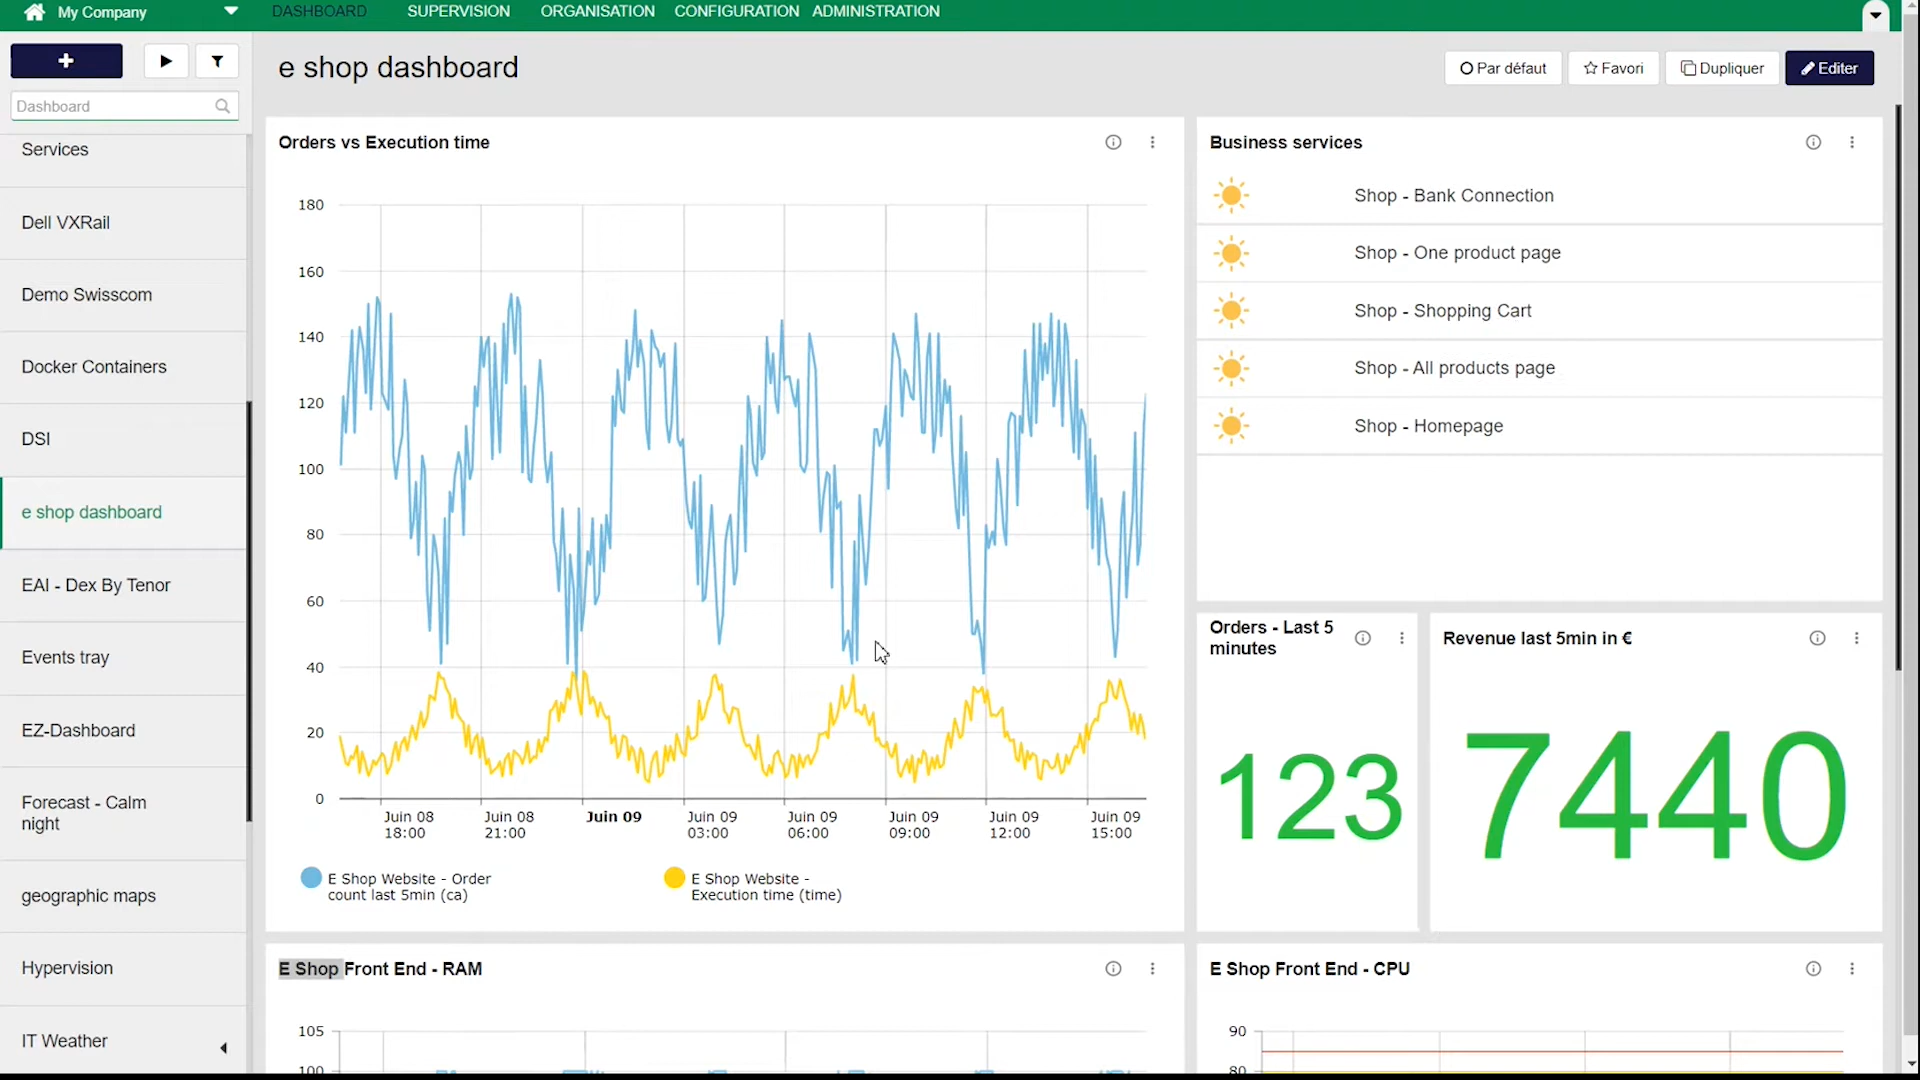 My Company
DASHBOARD SUPERVISION ORGANISATION CONFIGURATION ADMINISTRATION
+
Dashboard
Services
Dell VXRail
Demo Swisscom
Docker Containers
DSI
e shop dashboard
EAI - Dex By Tenor
Events tray
EZ-Dashboard
Forecast - Calm
night
geographic maps
Hypervision
IT Weather
e shop dashboard
Par défaut Favori Dupliquer Editer
Orders vs Execution time
180
160
140
120
100
80
60
40
20
0
Juin 08
18:00
Juin 08
21:00
Juin 09
Juin 09
03:00
Juin 09
06:00
Juin 09
09:00
Juin 09
12:00
Juin 09
15:00
E Shop Website - Order
count last 5min (ca)
E Shop Website -
Execution time (time)
Business services
Shop - Bank Connection
Shop - One product page
Shop - Shopping Cart
Shop - All products page
Shop - Homepage
Orders - Last 5
minutes
123
Revenue last 5min in €
7440
E Shop Front End - RAM
105
100
E Shop Front End - CPU
90
80